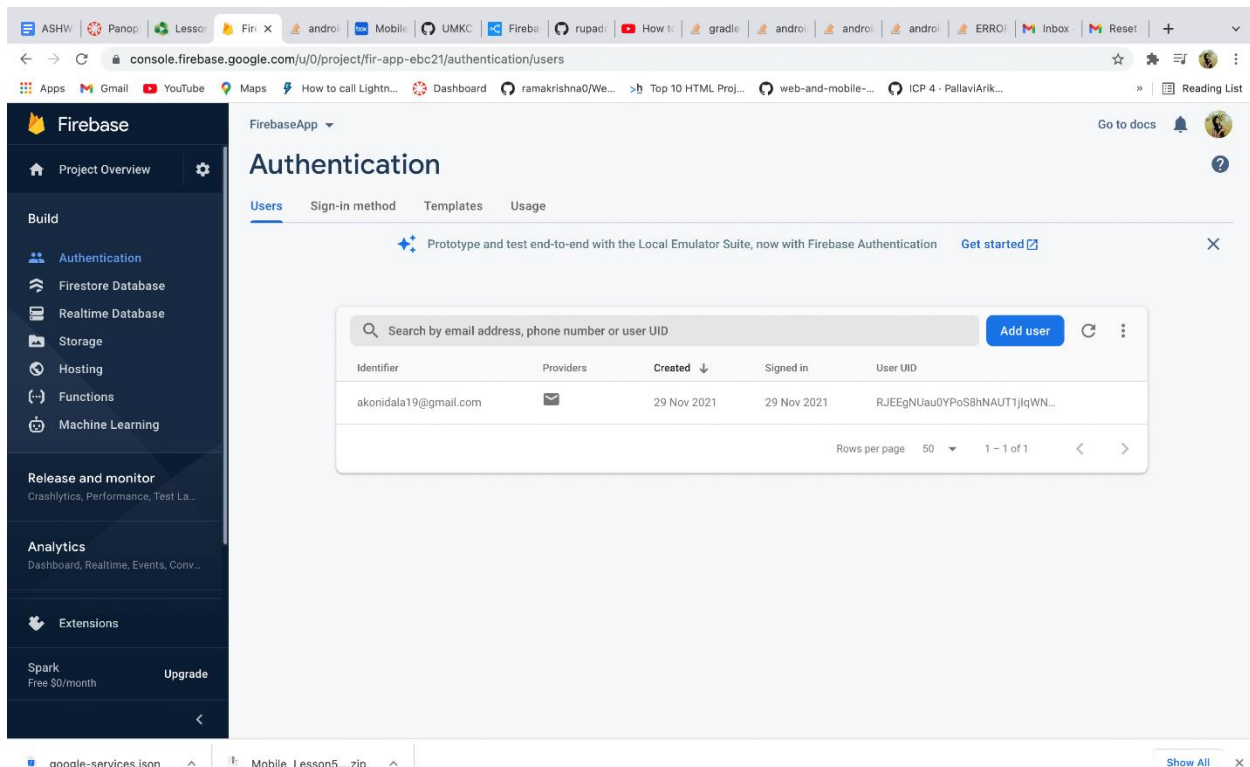 ASHW Panop Lesson Fire androi Mobile UMKC Fireba rupad How to gradle androi androi androi ERROR Inbox Reset
console.firebase.google.com/u/0/project/fir-app-ebc21/authentication/users
Apps Gmail YouTube Maps How to call Lightn... Dashboard ramakrishna0/We... Top 10 HTML Proj... web-and-mobile-... ICP 4 · PallaviArik... » Reading List
Firebase
FirebaseApp
Go to docs
Project Overview
Authentication
Users Sign-in method Templates Usage
Prototype and test end-to-end with the Local Emulator Suite, now with Firebase Authentication Get started
Build
Authentication
Firestore Database
Realtime Database
Storage
Hosting
Functions
Machine Learning
Release and monitor
Crashlytics, Performance, Test La...
Analytics
Dashboard, Realtime, Events, Conv...
Extensions
Spark
Free $0/month
Upgrade
Search by email address, phone number or user UID
Add user
Identifier Providers Created Signed in User UID
akonidala19@gmail.com 29 Nov 2021 29 Nov 2021 RJEEgNUau0YPoS8hNAUT1jIqWN...
Rows per page 50 1 – 1 of 1
google-services.json Mobile_Lesson5....zip Show All